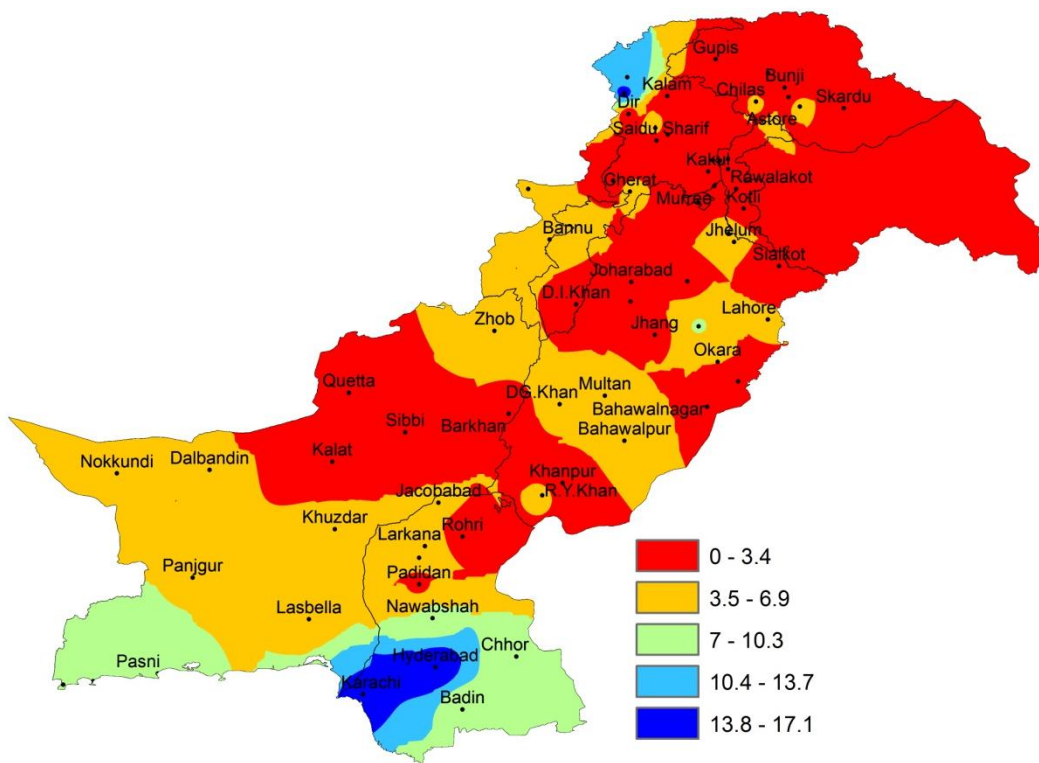 Gupis
Bunji
Kalam
Chilas
Skardu
Dir
Astore
Saidu Sharif
Kakul
Rawalakot
Cherat
Murree
Kotli
Bannu
Jhelum
Sialkot
Joharabad
D.I.Khan
Lahore
Zhob
Jhang
Okara
Quetta
DG.Khan
Multan
Bahawalnagar
Sibbi
Barkhan
Bahawalpur
Kalat
Nokkundi
Dalbandin
Khanpur
Jacobabad
R.Y.Khan
Khuzdar
Rohri
Larkana
Panjgur
Padidan
Lasbella
Nawabshah
Chhor
Pasni
Hyderabad
Karachi
Badin
0 - 3.4
3.5 - 6.9
7 - 10.3
10.4 - 13.7
13.8 - 17.1